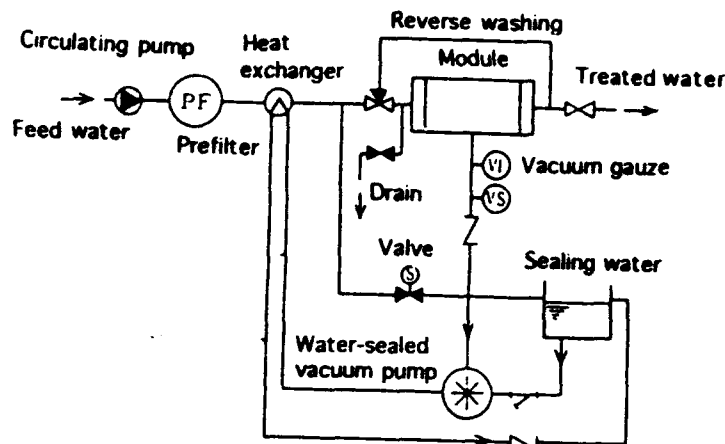 Reverse washing
Circulating pump
Heat
exchanger
Module
Treated water
PF
Feed water
Prefilter
VI
Vacuum gauze
VS
Drain
Valve
S
Sealing water
Water-sealed
vacuum pump